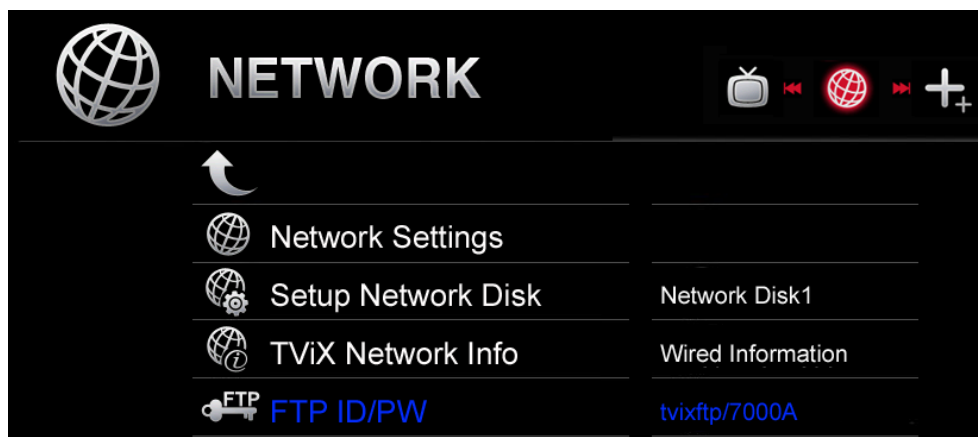 NETWORK
Network Settings
Setup Network Disk Network Disk1
TViX Network Info Wired Information
FTP
FTP ID/PW tvixftp/7000A